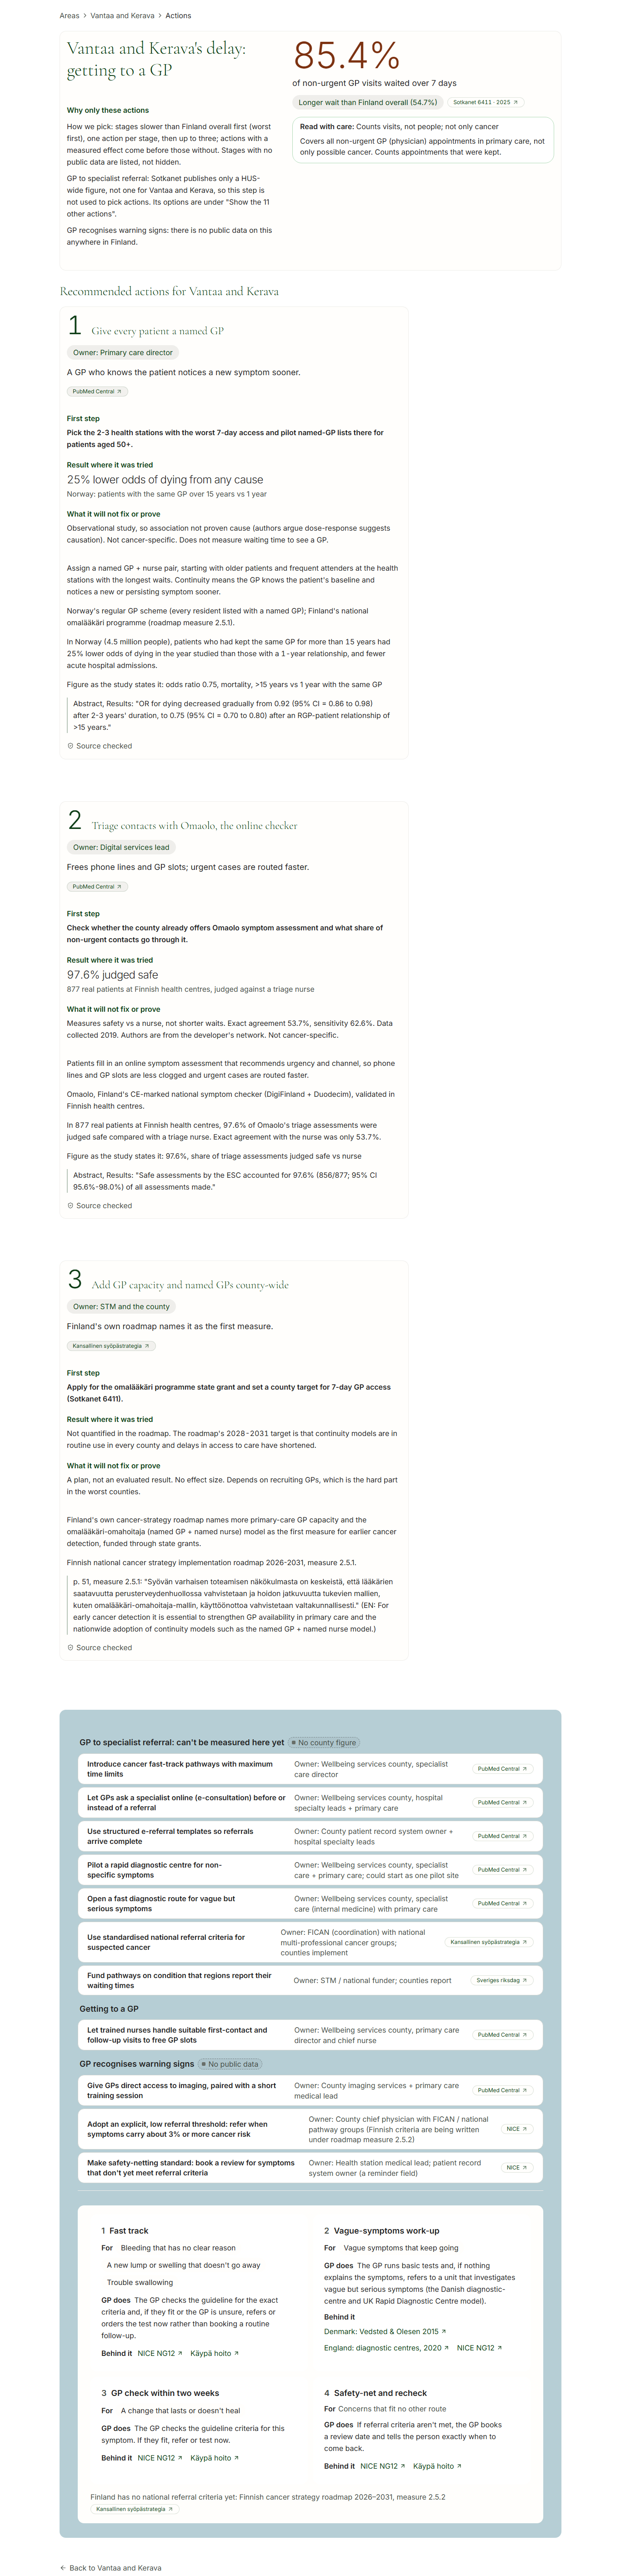 Areas > Vantaa and Kerava > Actions
Vantaa and Kerava's delay:
getting to a GP
Why only these actions
How we pick: stages slower than Finland overall first (worst
first), one action per stage, then up to three; actions with a
measured effect come before those without. Stages with no
public data are listed, not hidden.
GP to specialist referral: Sotkanet publishes only a HUS-
wide figure, not one for Vantaa and Kerava, so this step is
not used to pick actions. Its options are under "Show the 11
other actions".
GP recognises warning signs: there is no public data on this
anywhere in Finland.
85.4%
of non-urgent GP visits waited over 7 days
Longer wait than Finland overall (54.7%)
Sotkanet 6411 · 2025 ↗
Read with care: Counts visits, not people; not only cancer
Covers all non-urgent GP (physician) appointments in primary care, not
only possible cancer. Counts appointments that were kept.
Recommended actions for Vantaa and Kerava
1 Give every patient a named GP
Owner: Primary care director
A GP who knows the patient notices a new symptom sooner.
PubMed Central ↗
First step
Pick the 2-3 health stations with the worst 7-day access and pilot named-GP lists there for
patients aged 50+.
Result where it was tried
25% lower odds of dying from any cause
Norway: patients with the same GP over 15 years vs 1 year
What it will not fix or prove
Observational study, so association not proven cause (authors argue dose-response suggests
causation). Not cancer-specific. Does not measure waiting time to see a GP.
Assign a named GP + nurse pair, starting with older patients and frequent attenders at the health
stations with the longest waits. Continuity means the GP knows the patient's baseline and
notices a new or persisting symptom sooner.
Norway's regular GP scheme (every resident listed with a named GP); Finland's national
omalääkäri programme (roadmap measure 2.5.1).
In Norway (4.5 million people), patients who had kept the same GP for more than 15 years had
25% lower odds of dying in the year studied than those with a 1-year relationship, and fewer
acute hospital admissions.
Figure as the study states it: odds ratio 0.75, mortality, >15 years vs 1 year with the same GP
Abstract, Results: "OR for dying decreased gradually from 0.92 (95% CI = 0.86 to 0.98)
after 2-3 years' duration, to 0.75 (95% CI = 0.70 to 0.80) after an RGP-patient relationship of
>15 years."
Source checked
2 Triage contacts with Omaolo, the online checker
Owner: Digital services lead
Frees phone lines and GP slots; urgent cases are routed faster.
PubMed Central ↗
First step
Check whether the county already offers Omaolo symptom assessment and what share of
non-urgent contacts go through it.
Result where it was tried
97.6% judged safe
877 real patients at Finnish health centres, judged against a triage nurse
What it will not fix or prove
Measures safety vs a nurse, not shorter waits. Exact agreement 53.7%, sensitivity 62.6%. Data
collected 2019. Authors are from the developer's network. Not cancer-specific.
Patients fill in an online symptom assessment that recommends urgency and channel, so phone
lines and GP slots are less clogged and urgent cases are routed faster.
Omaolo, Finland's CE-marked national symptom checker (DigiFinland + Duodecim), validated in
Finnish health centres.
In 877 real patients at Finnish health centres, 97.6% of Omaolo's triage assessments were
judged safe compared with a triage nurse. Exact agreement with the nurse was only 53.7%.
Figure as the study states it: 97.6%, share of triage assessments judged safe vs nurse
Abstract, Results: "Safe assessments by the ESC accounted for 97.6% (856/877; 95% CI
95.6%-98.0%) of all assessments made."
Source checked
3 Add GP capacity and named GPs county-wide
Owner: STM and the county
Finland's own roadmap names it as the first measure.
Kansallinen syöpästrategia ↗
First step
Apply for the omalääkäri programme state grant and set a county target for 7-day GP access
(Sotkanet 6411).
Result where it was tried
Not quantified in the roadmap. The roadmap's 2028-2031 target is that continuity models are in
routine use in every county and delays in access to care have shortened.
What it will not fix or prove
A plan, not an evaluated result. No effect size. Depends on recruiting GPs, which is the hard part
in the worst counties.
Finland's own cancer-strategy roadmap names more primary-care GP capacity and the
omalääkäri-omahoitaja (named GP + named nurse) model as the first measure for earlier cancer
detection, funded through state grants.
Finnish national cancer strategy implementation roadmap 2026-2031, measure 2.5.1.
p. 51, measure 2.5.1: "Syövän varhaisen toteamisen näkökulmasta on keskeistä, että lääkärien
saatavuutta perusterveydenhuollossa vahvistetaan ja hoidon jatkuvuutta tukevien mallien,
kuten omalääkäri-omahoitaja-mallin, käyttöönottoa vahvistetaan valtakunnallisesti." (EN: For
early cancer detection it is essential to strengthen GP availability in primary care and the
nationwide adoption of continuity models such as the named GP + named nurse model.)
Source checked
GP to specialist referral: can't be measured here yet No county figure
Introduce cancer fast-track pathways with maximum
time limits
Owner: Wellbeing services county, specialist
care director
PubMed Central ↗
Let GPs ask a specialist online (e-consultation) before or
instead of a referral
Owner: Wellbeing services county, hospital
specialty leads + primary care
PubMed Central ↗
Use structured e-referral templates so referrals
arrive complete
Owner: County patient record system owner +
hospital specialty leads
PubMed Central ↗
Pilot a rapid diagnostic centre for non-
specific symptoms
Owner: Wellbeing services county, specialist
care + primary care; could start as one pilot site
PubMed Central ↗
Open a fast diagnostic route for vague but
serious symptoms
Owner: Wellbeing services county, specialist
care (internal medicine) with primary care
PubMed Central ↗
Use standardised national referral criteria for
suspected cancer
Owner: FICAN (coordination) with national
multi-professional cancer groups;
counties implement
Kansallinen syöpästrategia ↗
Fund pathways on condition that regions report their
waiting times
Owner: STM / national funder; counties report
Sveriges riksdag ↗
Getting to a GP
Let trained nurses handle suitable first-contact and
follow-up visits to free GP slots
Owner: Wellbeing services county, primary care
director and chief nurse
PubMed Central ↗
GP recognises warning signs No public data
Give GPs direct access to imaging, paired with a short
training session
Owner: County imaging services + primary care
medical lead
PubMed Central ↗
Adopt an explicit, low referral threshold: refer when
symptoms carry about 3% or more cancer risk
Owner: County chief physician with FICAN / national
pathway groups (Finnish criteria are being written
under roadmap measure 2.5.2)
NICE ↗
Make safety-netting standard: book a review for symptoms
that don't yet meet referral criteria
Owner: Health station medical lead; patient record
system owner (a reminder field)
NICE ↗
1 Fast track
For Bleeding that has no clear reason
A new lump or swelling that doesn't go away
Trouble swallowing
GP does The GP checks the guideline for the exact
criteria and, if they fit or the GP is unsure, refers or
orders the test now rather than booking a routine
follow-up.
Behind it NICE NG12 ↗ Käypä hoito ↗
2 Vague-symptoms work-up
For Vague symptoms that keep going
GP does The GP runs basic tests and, if nothing
explains the symptoms, refers to a unit that investigates
vague but serious symptoms (the Danish diagnostic-
centre and UK Rapid Diagnostic Centre model).
Behind it
Denmark: Vedsted & Olesen 2015 ↗
England: diagnostic centres, 2020 ↗ NICE NG12 ↗
3 GP check within two weeks
For A change that lasts or doesn't heal
GP does The GP checks the guideline criteria for this
symptom. If they fit, refer or test now.
Behind it NICE NG12 ↗ Käypä hoito ↗
4 Safety-net and recheck
For Concerns that fit no other route
GP does If referral criteria aren't met, the GP books
a review date and tells the person exactly when to
come back.
Behind it NICE NG12 ↗ Käypä hoito ↗
Finland has no national referral criteria yet: Finnish cancer strategy roadmap 2026–2031, measure 2.5.2
Kansallinen syöpästrategia ↗
← Back to Vantaa and Kerava